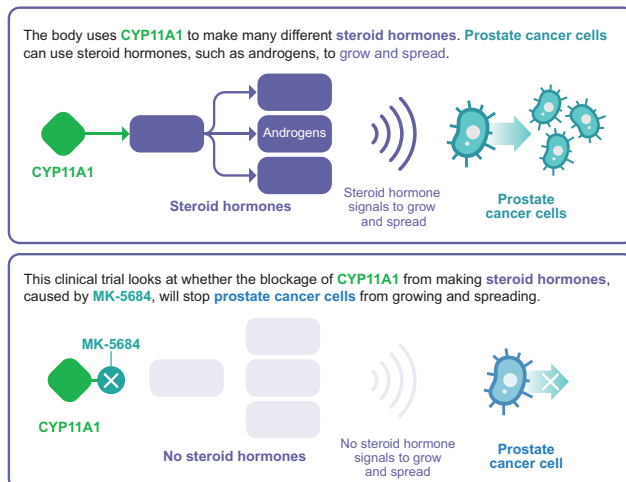 The body uses CYP11A1 to make many different steroid hormones. Prostate cancer cells
can use steroid hormones, such as androgens, to grow and spread.
Androgens
CYP11A1
Steroid hormones
Steroid hormone
signals to grow
and spread
Prostate
cancer cells
This clinical trial looks at whether the blockage of CYP11A1 from making steroid hormones,
caused by MK-5684, will stop prostate cancer cells from growing and spreading.
MK-5684
CYP11A1
No steroid hormones
No steroid hormone
signals to grow
and spread
Prostate
cancer cell